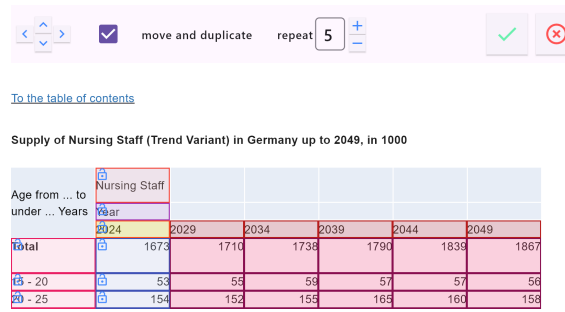 move and duplicate repeat 5
To the table of contents
Supply of Nursing Staff (Trend Variant) in Germany up to 2049, in 1000
Age from ... to under ... Years
Nursing Staff
Year
2024 2029 2034 2039 2044 2049
Total 1673 1710 1738 1790 1839 1867
15 - 20 53 55 59 57 57 56
20 - 25 154 152 155 165 160 158